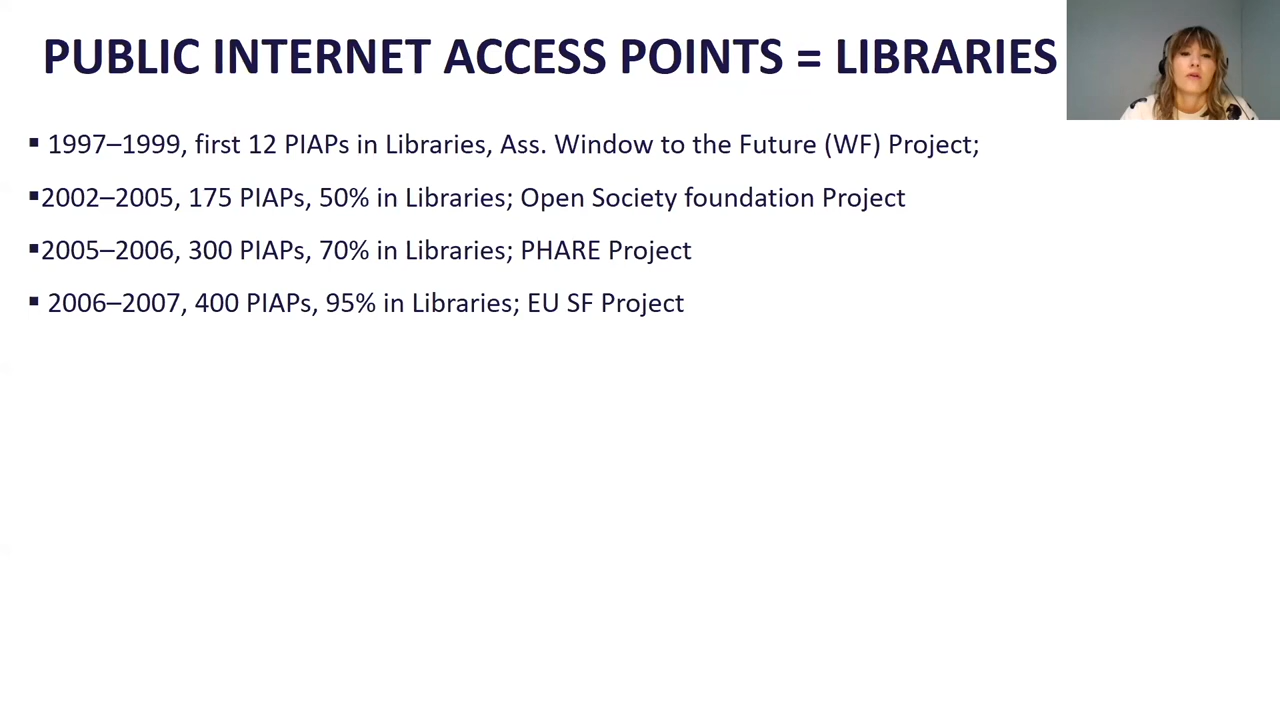 PUBLIC INTERNET ACCESS POINTS = LIBRARIES
▪ 1997–1999, first 12 PIAPs in Libraries, Ass. Window to the Future (WF) Project;
▪2002–2005, 175 PIAPs, 50% in Libraries; Open Society foundation Project
▪2005–2006, 300 PIAPs, 70% in Libraries; PHARE Project
▪ 2006–2007, 400 PIAPs, 95% in Libraries; EU SF Project